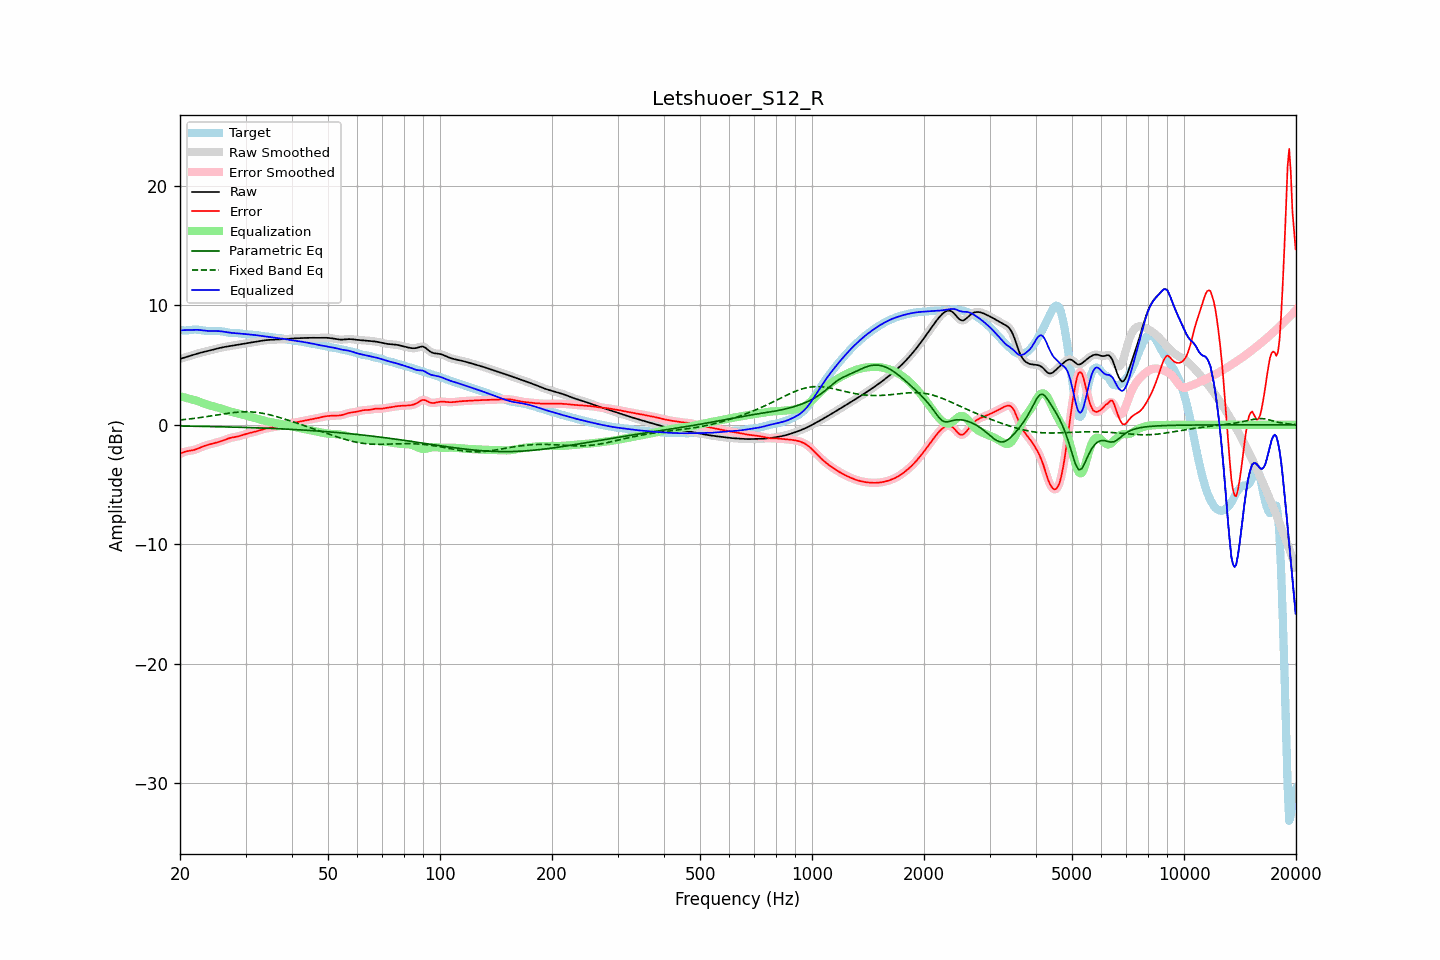 Letshuoer_S12_R
Target
Raw Smoothed
Error Smoothed
Raw
Error
Equalization
Parametric Eq
Fixed Band Eq
Equalized
20
10
0
−10
−20
−30
Amplitude (dBr)
20 50 100 200 500 1000 2000 5000 10000 20000
Frequency (Hz)